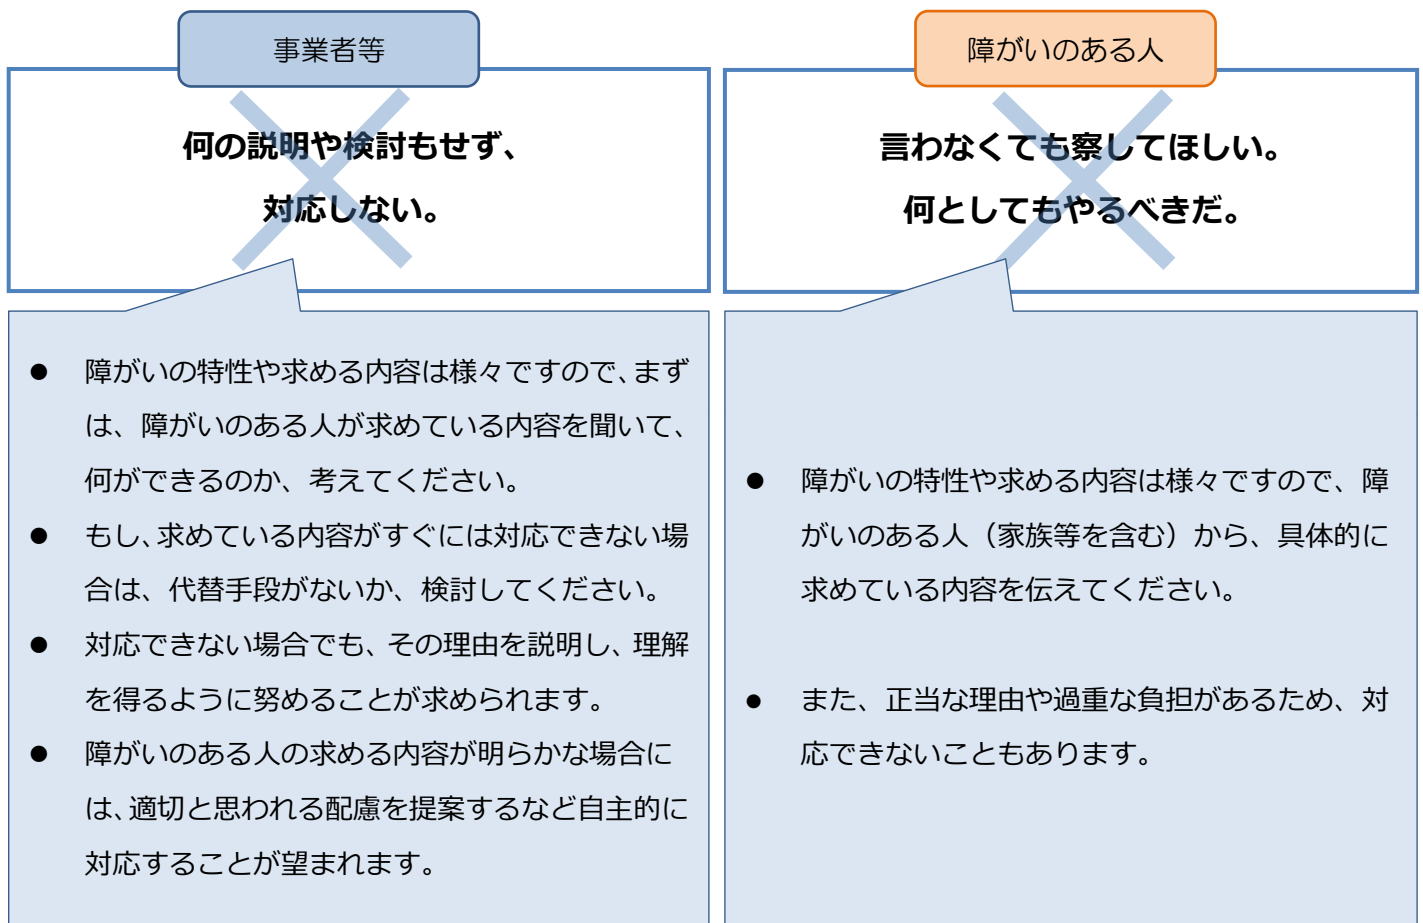 事業者等
何の説明や検討もせず、
対応しない。
● 障がいの特性や求める内容は様々ですので、まず
は、障がいのある人が求めている内容を聞いて、
何ができるのか、考えてください。
● もし、求めている内容がすぐには対応できない場
合は、代替手段がないか、検討してください。
● 対応できない場合でも、その理由を説明し、理解
を得るように努めることが求められます。
● 障がいのある人の求める内容が明らかな場合に
は、適切と思われる配慮を提案するなど自主的に
対応することが望まれます。
障がいのある人
言わなくても察してほしい。
何としてもやるべきだ。
● 障がいの特性や求める内容は様々ですので、障
がいのある人（家族等を含む）から、具体的に
求めている内容を伝えてください。
● また、正当な理由や過重な負担があるため、対
応できないこともあります。